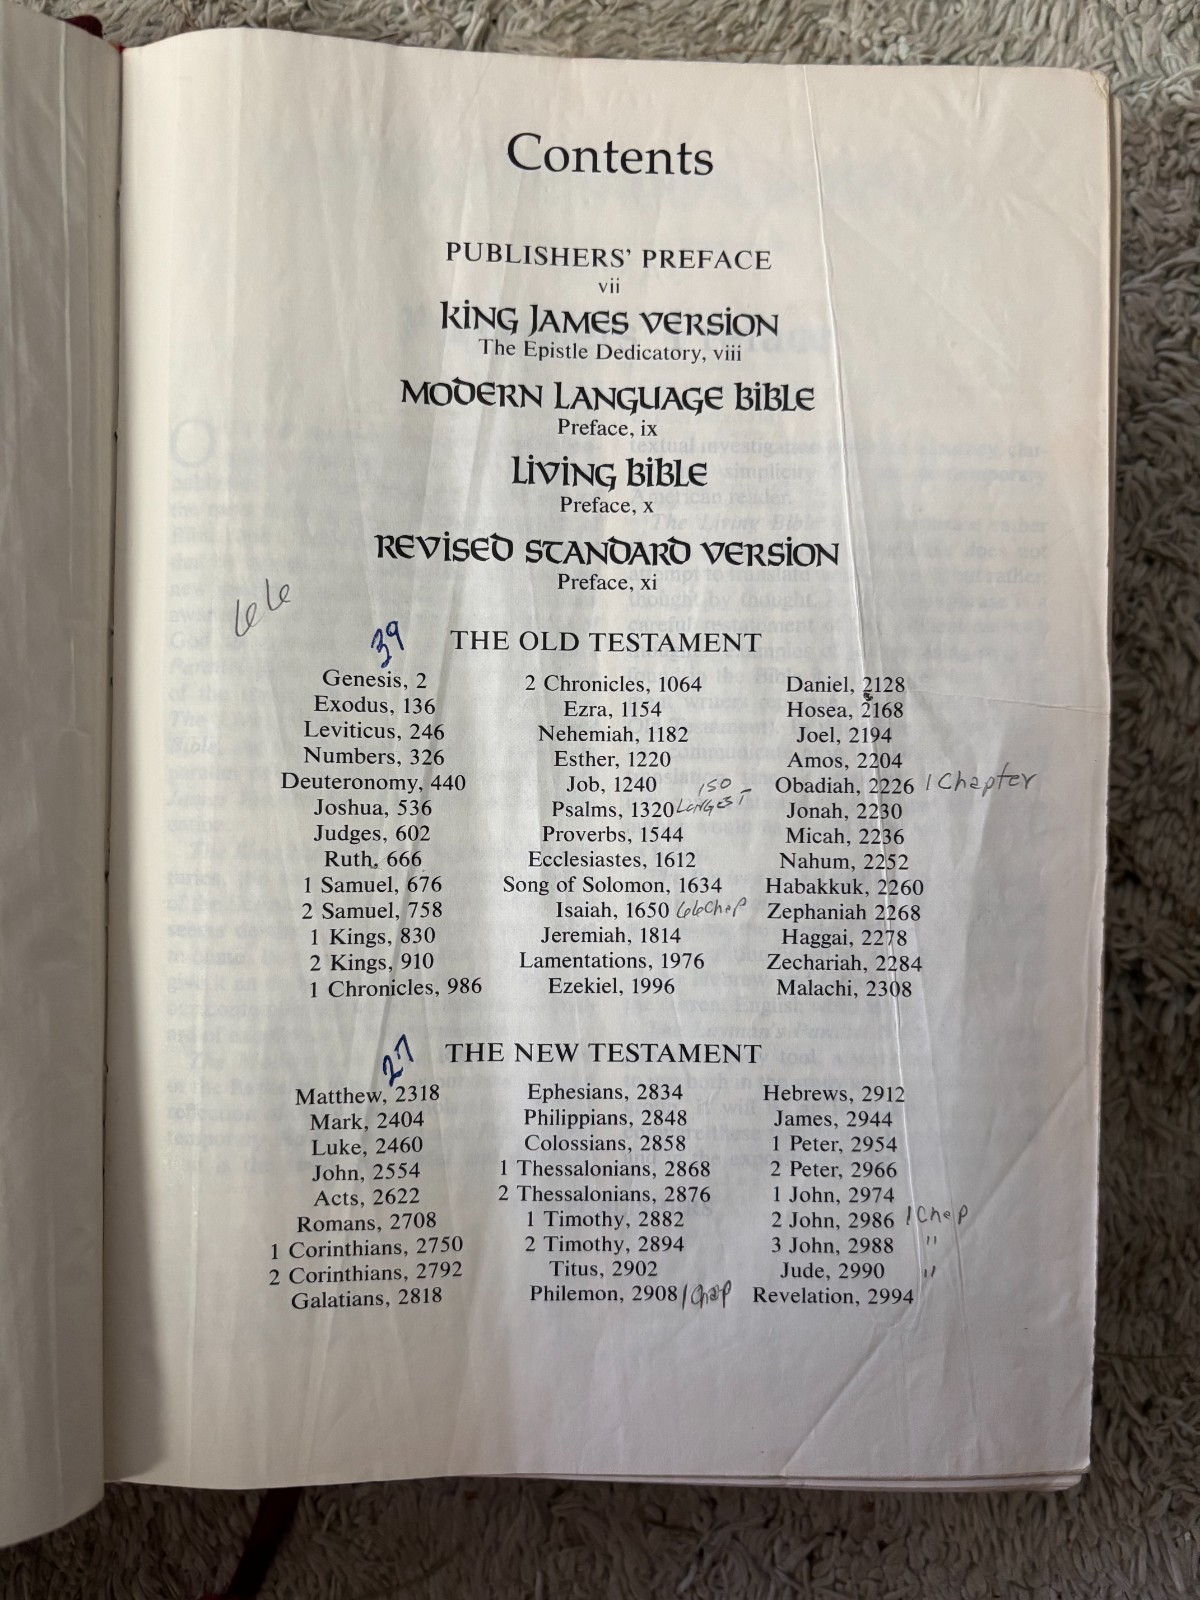 Contents
PUBLISHERS' PREFACE
vii
KING JAMES VERSION
The Epistle Dedicatory, viii
MODERN LANGUAGE BIBLE
Preface, ix
LIVING BIBLE
Preface, x
REVISED STANDARD VERSION
Preface, xi
66
39 THE OLD TESTAMENT
Genesis, 2
Exodus, 136
Leviticus, 246
Numbers, 326
Deuteronomy, 440
Joshua, 536
Judges, 602
Ruth, 666
1 Samuel, 676
2 Samuel, 758
1 Kings, 830
2 Kings, 910
1 Chronicles, 986
2 Chronicles, 1064
Ezra, 1154
Nehemiah, 1182
Esther, 1220
Job, 1240
150 -
Psalms, 1320 LONGEST
Proverbs, 1544
Ecclesiastes, 1612
Song of Solomon, 1634
Isaiah, 1650 66 Chap
Jeremiah, 1814
Lamentations, 1976
Ezekiel, 1996
Daniel, 2128
Hosea, 2168
Joel, 2194
Amos, 2204
Obadiah, 2226 1 Chapter
Jonah, 2230
Micah, 2236
Nahum, 2252
Habakkuk, 2260
Zephaniah 2268
Haggai, 2278
Zechariah, 2284
Malachi, 2308
27 THE NEW TESTAMENT
Matthew, 2318
Mark, 2404
Luke, 2460
John, 2554
Acts, 2622
Romans, 2708
1 Corinthians, 2750
2 Corinthians, 2792
Galatians, 2818
Ephesians, 2834
Philippians, 2848
Colossians, 2858
1 Thessalonians, 2868
2 Thessalonians, 2876
1 Timothy, 2882
2 Timothy, 2894
Titus, 2902
Philemon, 2908 1 Chap
Hebrews, 2912
James, 2944
1 Peter, 2954
2 Peter, 2966
1 John, 2974
2 John, 2986 1 Chap
3 John, 2988 "
Jude, 2990 "
Revelation, 2994